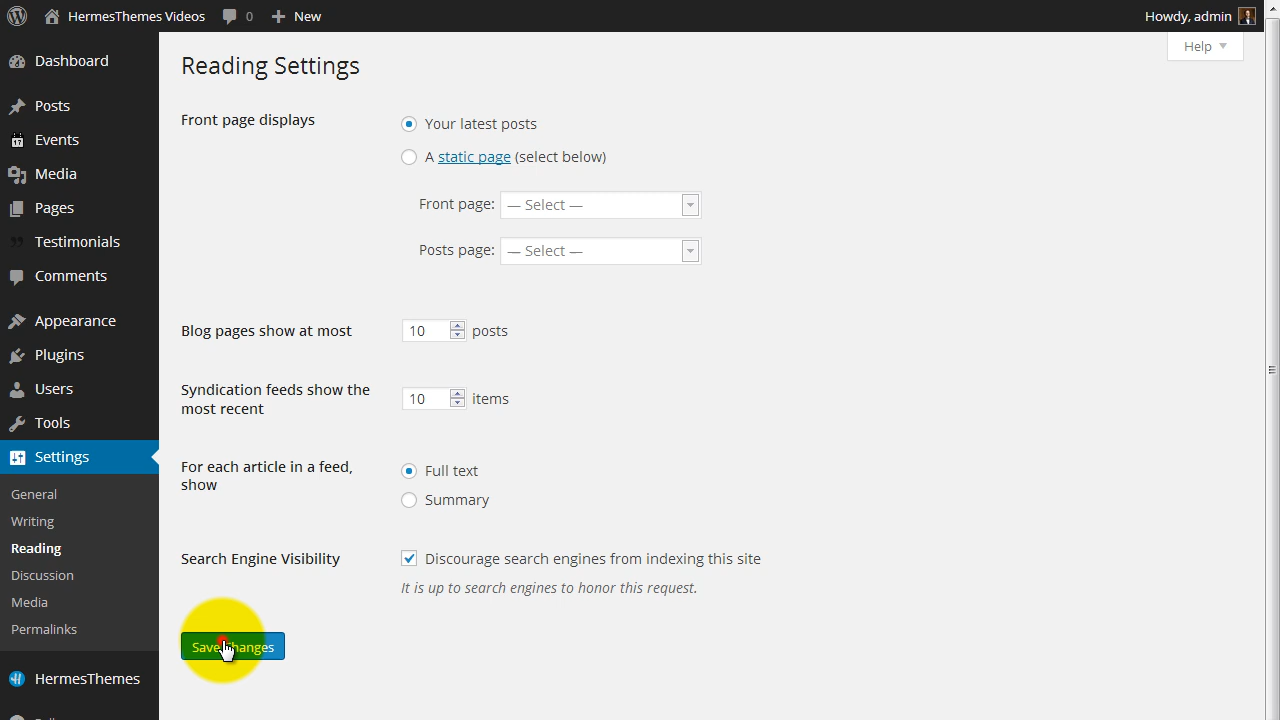 HermesThemes Videos 0 New Howdy, admin
Help
Dashboard
Posts
Events
Media
Pages
Testimonials
Comments
Appearance
Plugins
Users
Tools
Settings
General
Writing
Reading
Discussion
Media
Permalinks
HermesThemes
Reading Settings
Front page displays
Your latest posts
A static page (select below)
Front page: — Select —
Posts page: — Select —
Blog pages show at most 10 posts
Syndication feeds show the
most recent
10 items
For each article in a feed,
show
Full text
Summary
Search Engine Visibility
Discourage search engines from indexing this site
It is up to search engines to honor this request.
Save Changes